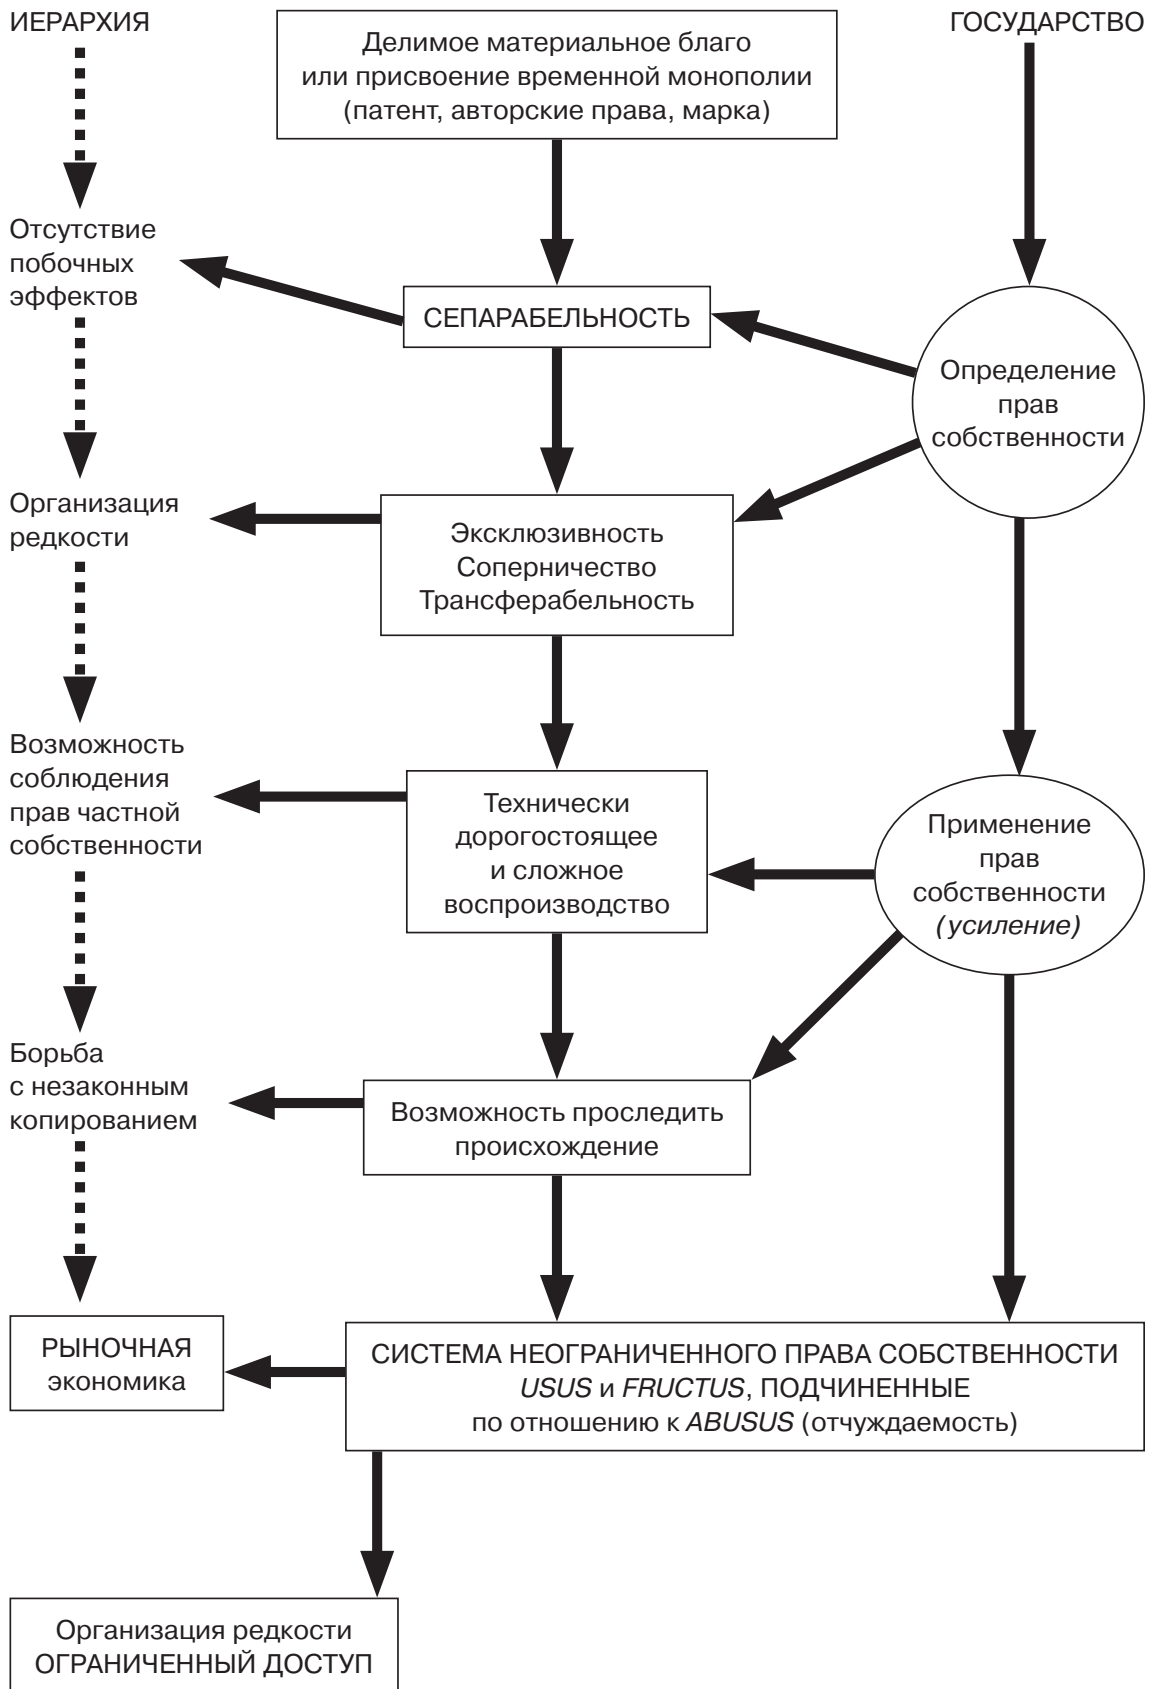 ИЕРАРХИЯ
Делимое материальное благо
или присвоение временной монополии
(патент, авторские права, марка)
ГОСУДАРСТВО
Отсутствие
побочных
эффектов
СЕПАРАБЕЛЬНОСТЬ
Определение
прав
собственности
Организация
редкости
Эксклюзивность
Соперничество
Трансферабельность
Возможность
соблюдения
прав частной
собственности
Технически
дорогостоящее
и сложное
воспроизводство
Применение
прав
собственности
(усиление)
Борьба
с незаконным
копированием
Возможность проследить
происхождение
РЫНОЧНАЯ
экономика
СИСТЕМА НЕОГРАНИЧЕННОГО ПРАВА СОБСТВЕННОСТИ
USUS и FRUCTUS, ПОДЧИНЕННЫЕ
по отношению к ABUSUS (отчуждаемость)
Организация редкости
ОГРАНИЧЕННЫЙ ДОСТУП